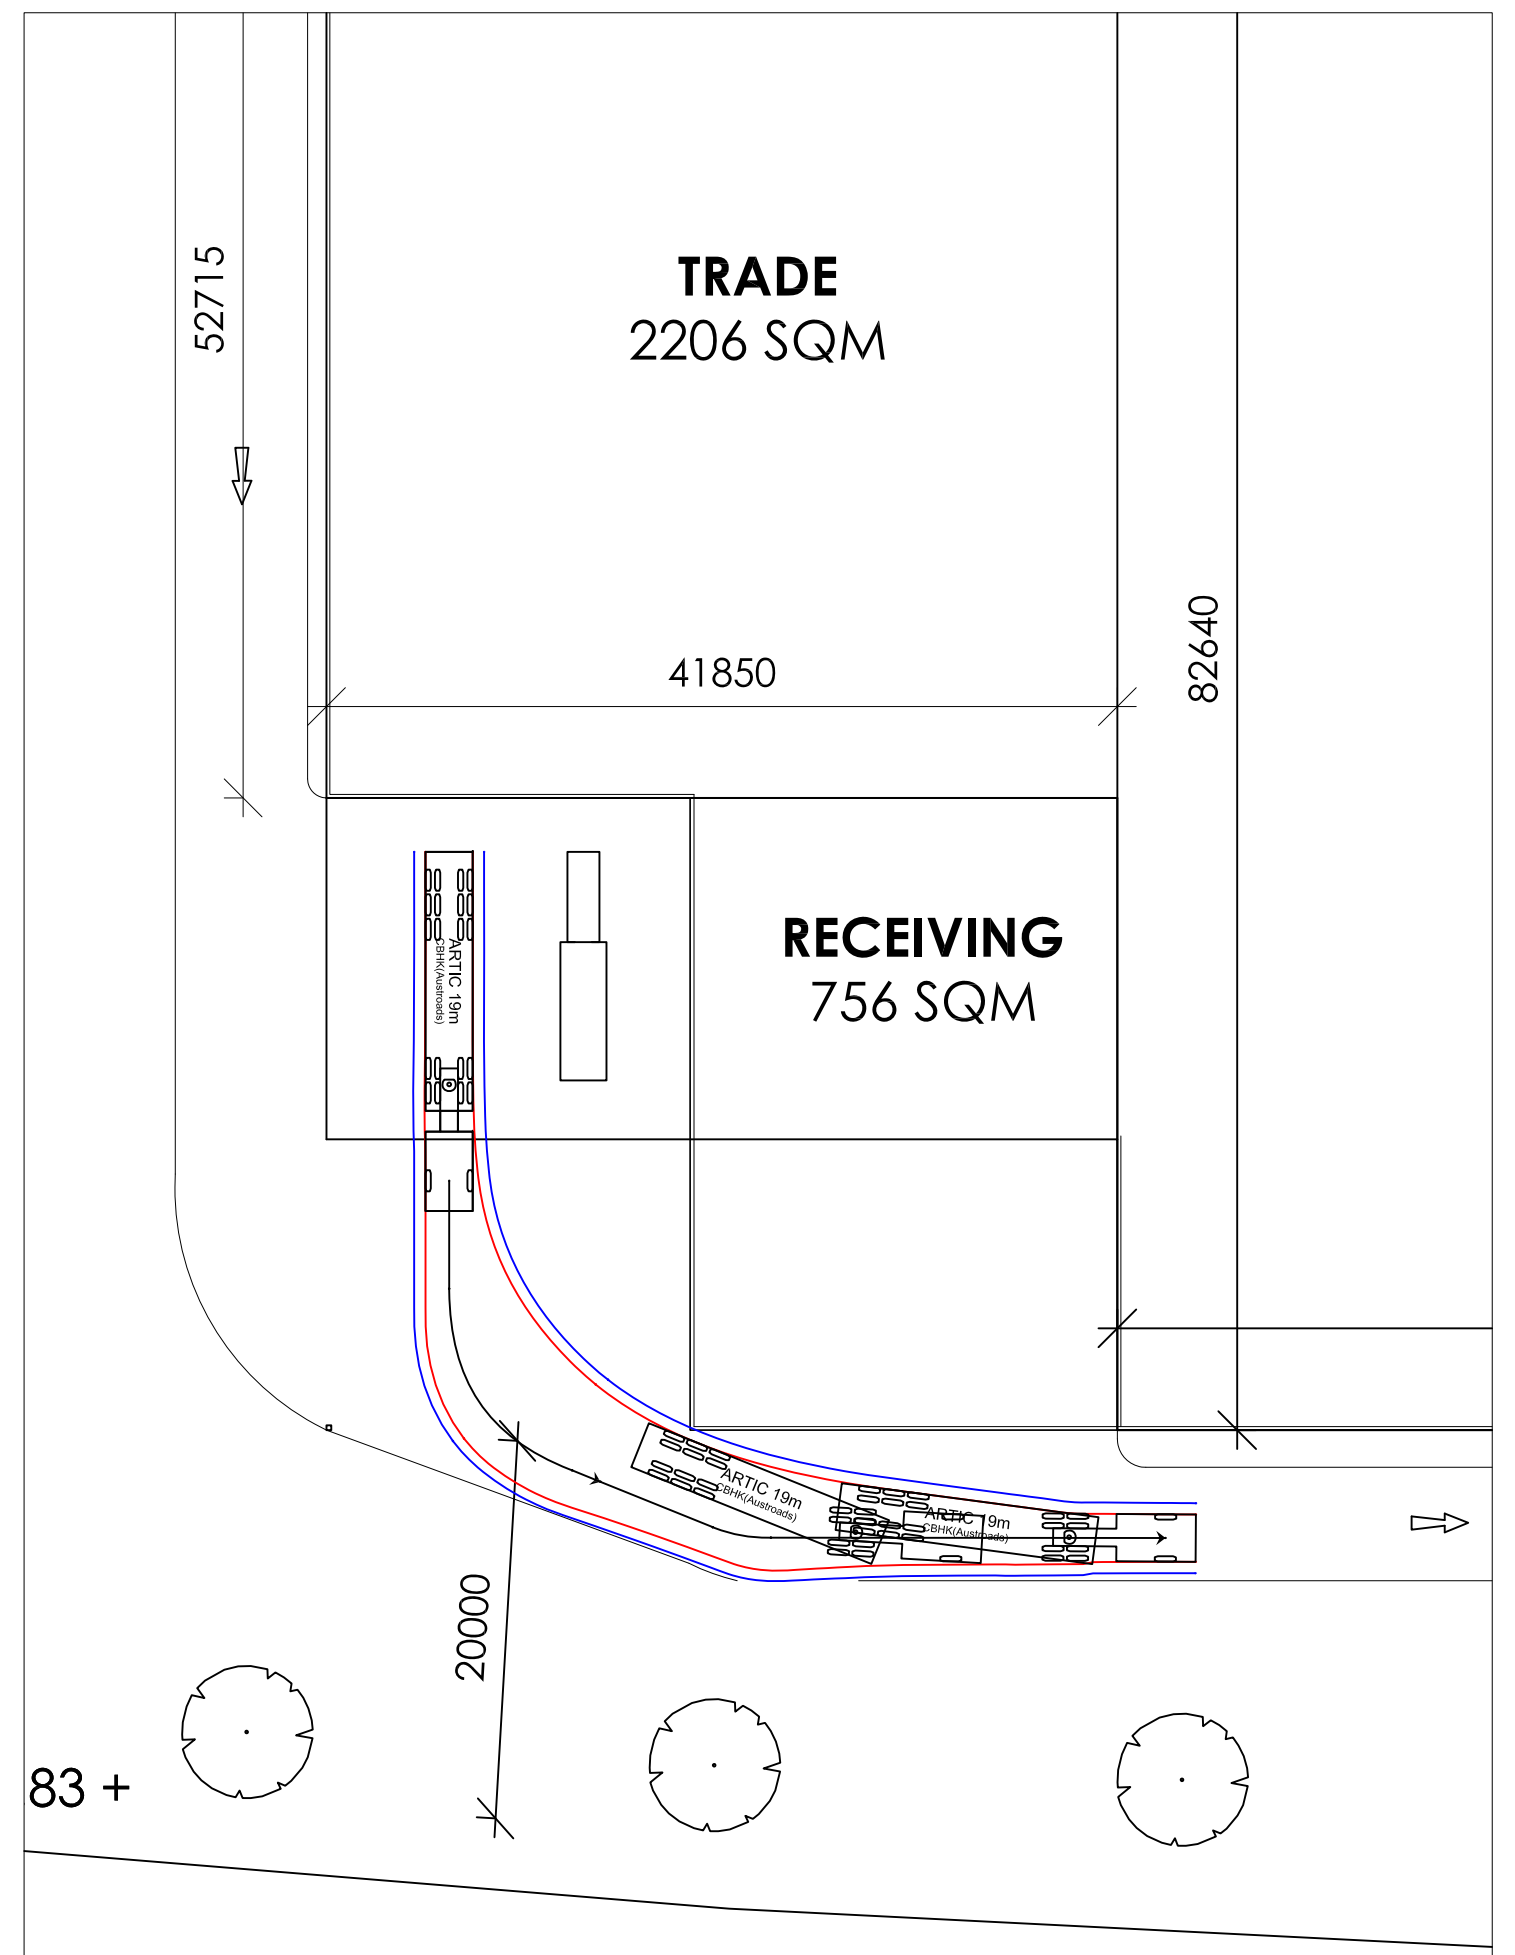 52715
TRADE
2206 SQM
41850
82640
RECEIVING
756 SQM
ARTIC 19m
CBHK(Austroads)
ARTIC 19m
CBHK(Austroads)
ARTIC 19m
CBHK(Austroads)
20000
83 +